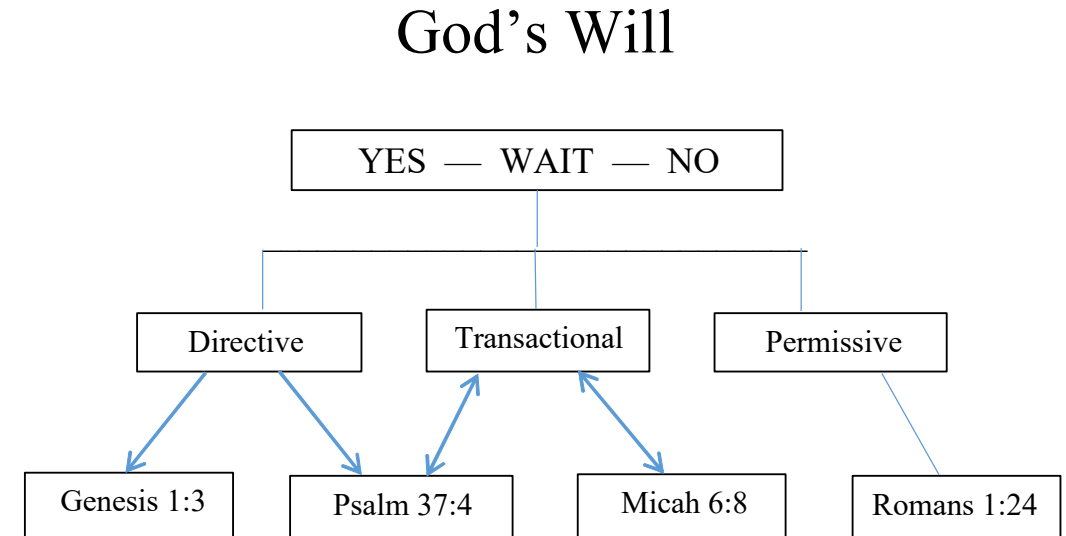 God’s Will
YES — WAIT — NO
Directive
Transactional
Permissive
Genesis 1:3
Psalm 37:4
Micah 6:8
Romans 1:24